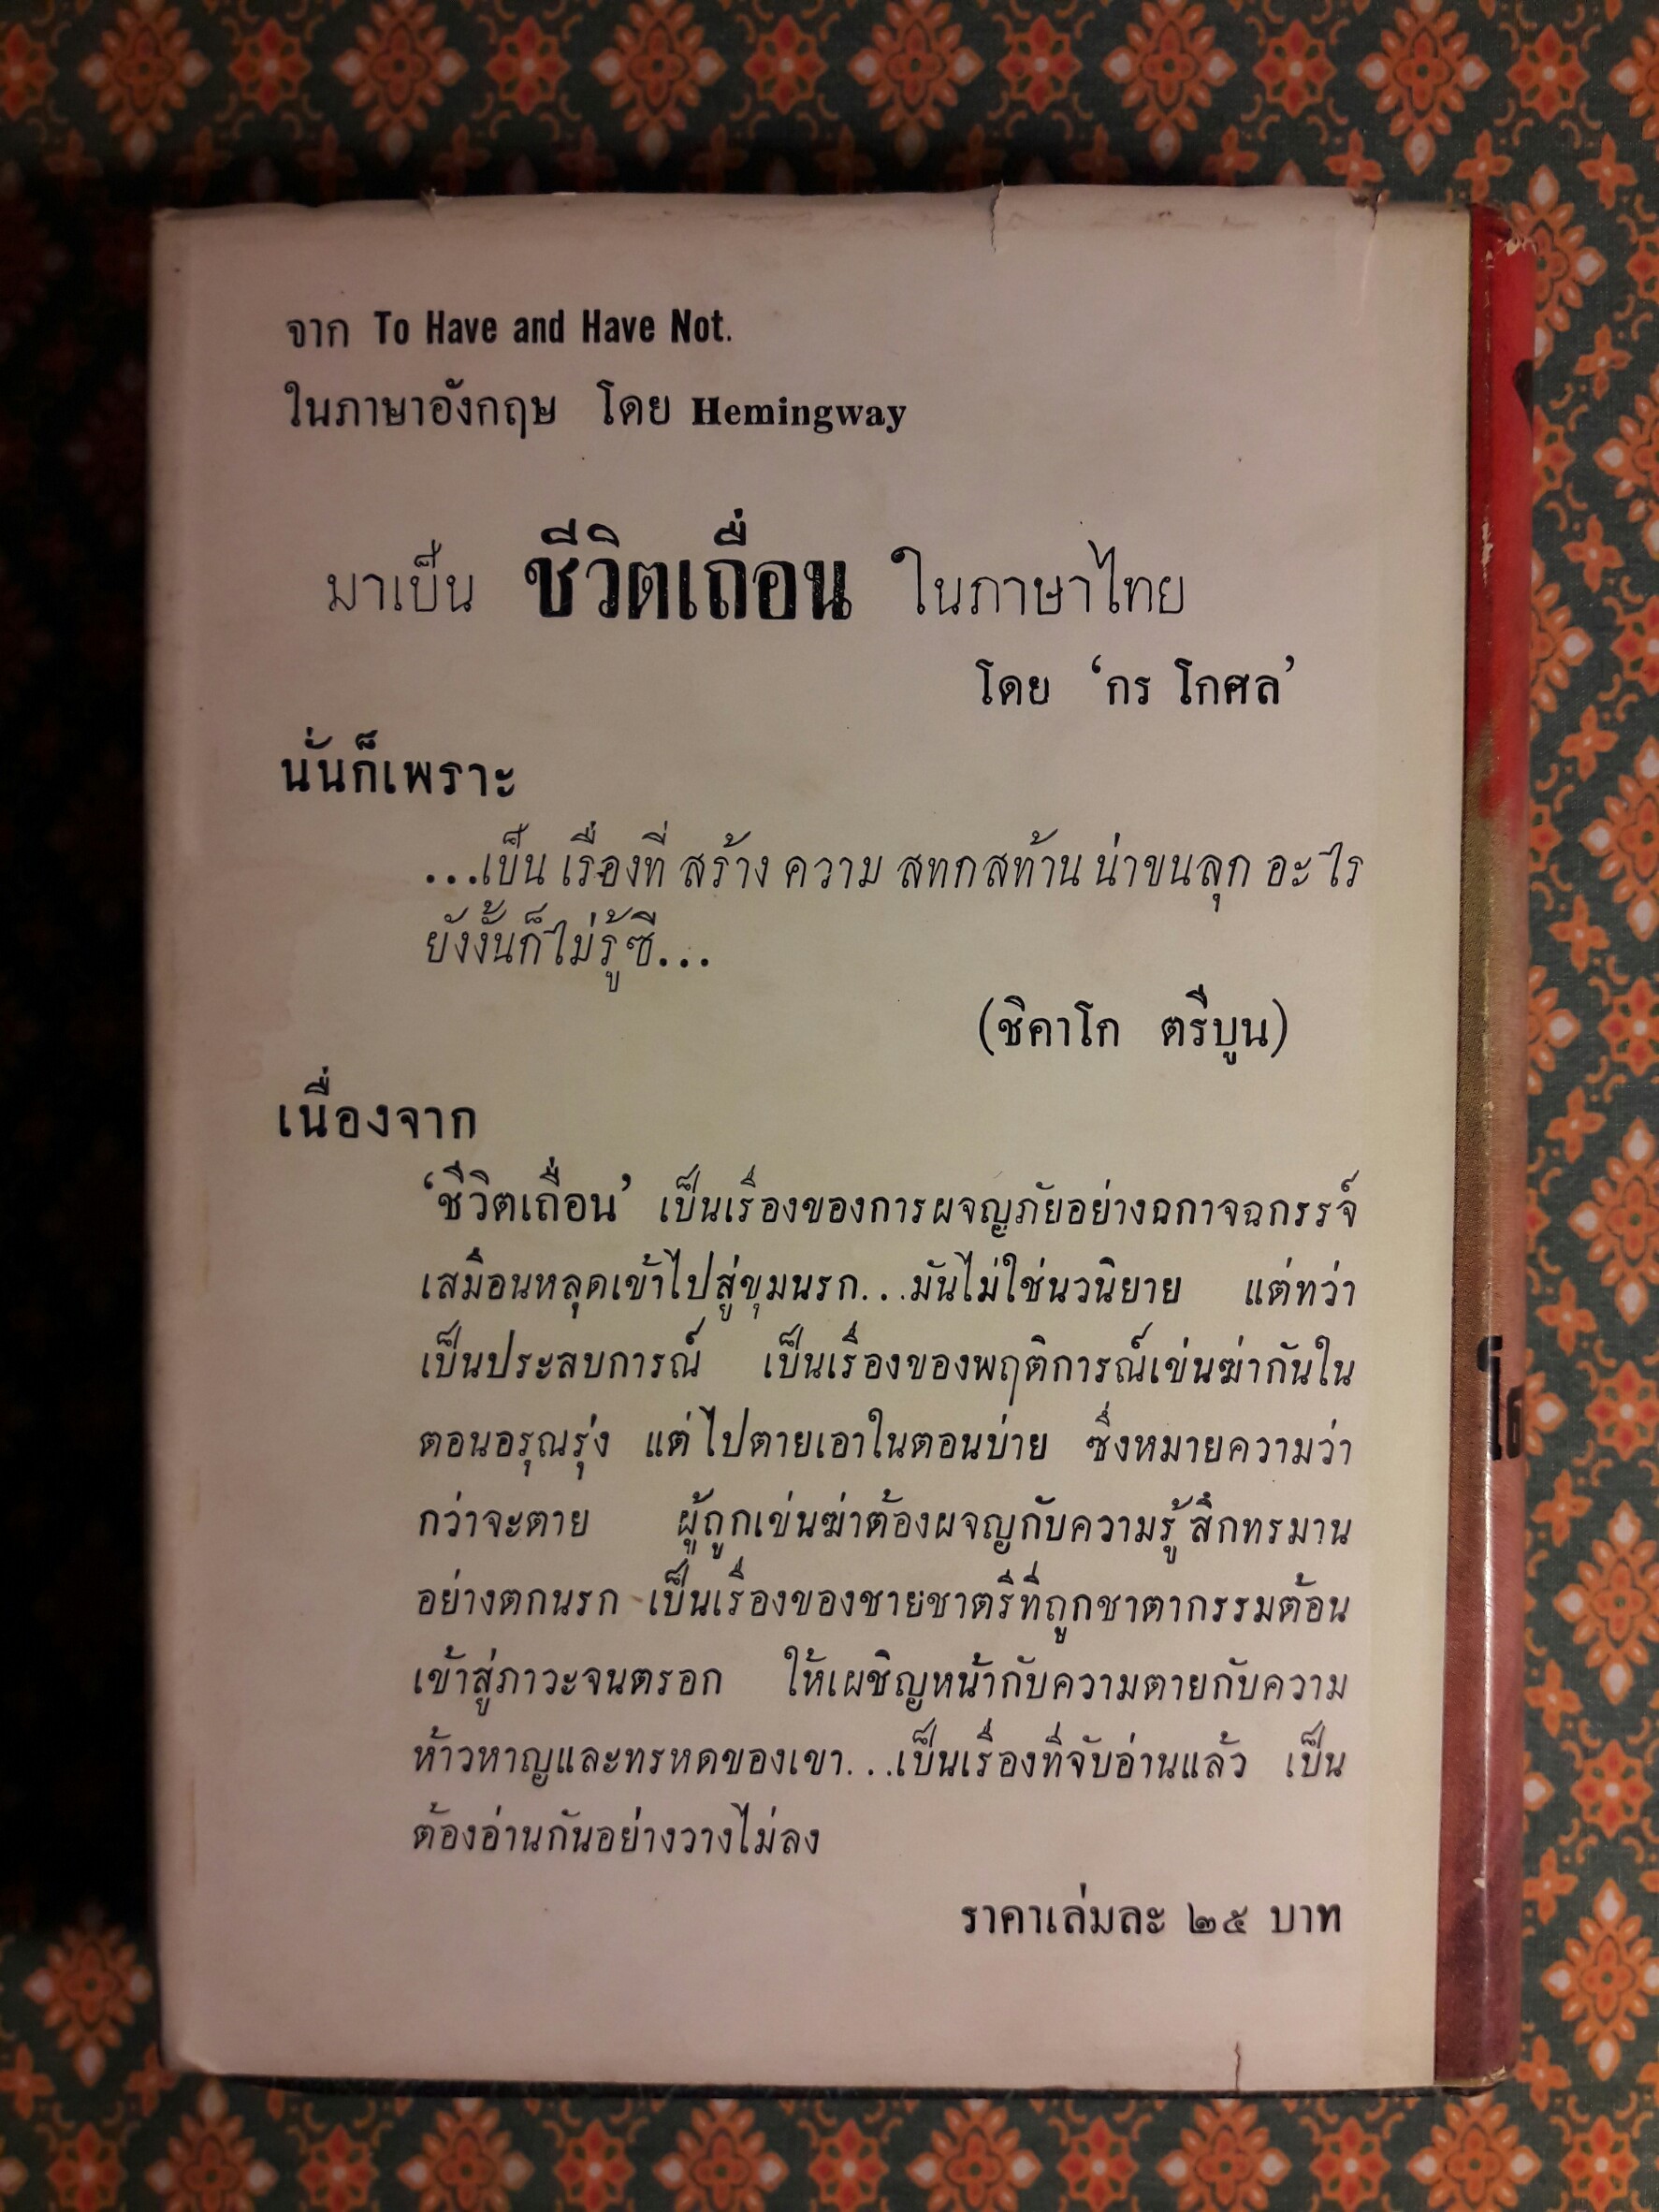 จาก To Have and Have Not.
ในภาษาอังกฤษ โดย Hemingway
มาเป็น ชีวิตเถื่อน ในภาษาไทย
โดย ‘กร โกศล’
นั่นก็เพราะ
...เป็น เรื่องที่ สร้าง ความ สทกสท้าน น่าขนลุก อะไร
ยังงั้นก็ไม่รู้ซี...
(ชิคาโก ตรีบูน)
เนื่องจาก
‘ชีวิตเถื่อน’ เป็นเรื่องของการผจญภัยอย่างฉกาจฉกรรจ์
เสมือนหลุดเข้าไปสู่ขุมนรก...มันไม่ใช่นวนิยาย แต่ทว่า
เป็นประสบการณ์ เป็นเรื่องของพฤติการณ์เข่นฆ่ากันใน
ตอนอรุณรุ่ง แต่ไปตายเอาในตอนบ่าย ซึ่งหมายความว่า
กว่าจะตาย ผู้ถูกเข่นฆ่าต้องผจญกับความรู้สึกทรมาน
อย่างตกนรก เป็นเรื่องของชายชาตรีที่ถูกชาตากรรมต้อน
เข้าสู่ภาวะจนตรอก ให้เผชิญหน้ากับความตายกับความ
ห้าวหาญและทรหดของเขา...เป็นเรื่องที่จับอ่านแล้ว เป็น
ต้องอ่านกันอย่างวางไม่ลง
ราคาเล่มละ ๒๕ บาท